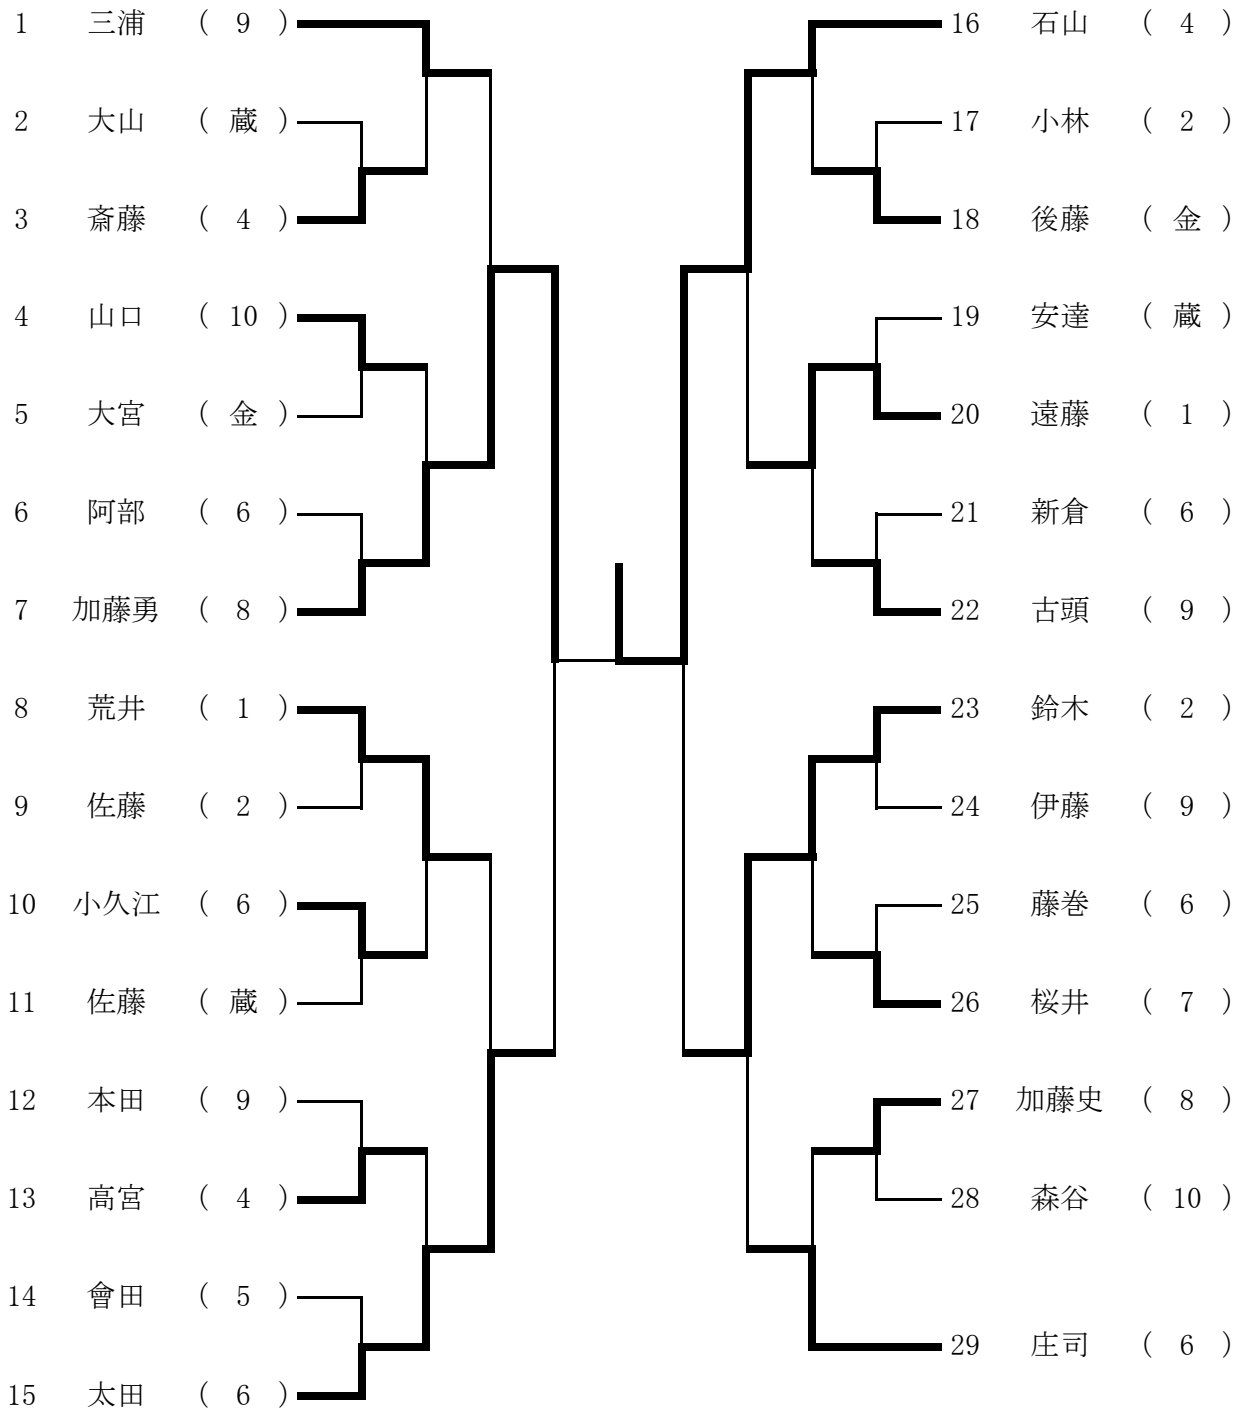 1 三浦 ( 9 )
2 大山 ( 蔵 )
3 斎藤 ( 4 )
4 山口 ( 10 )
5 大宮 ( 金 )
6 阿部 ( 6 )
7 加藤勇 ( 8 )
8 荒井 ( 1 )
9 佐藤 ( 2 )
10 小久江 ( 6 )
11 佐藤 ( 蔵 )
12 本田 ( 9 )
13 高宮 ( 4 )
14 會田 ( 5 )
15 太田 ( 6 )
16 石山 ( 4 )
17 小林 ( 2 )
18 後藤 ( 金 )
19 安達 ( 蔵 )
20 遠藤 ( 1 )
21 新倉 ( 6 )
22 古頭 ( 9 )
23 鈴木 ( 2 )
24 伊藤 ( 9 )
25 藤巻 ( 6 )
26 桜井 ( 7 )
27 加藤史 ( 8 )
28 森谷 ( 10 )
29 庄司 ( 6 )